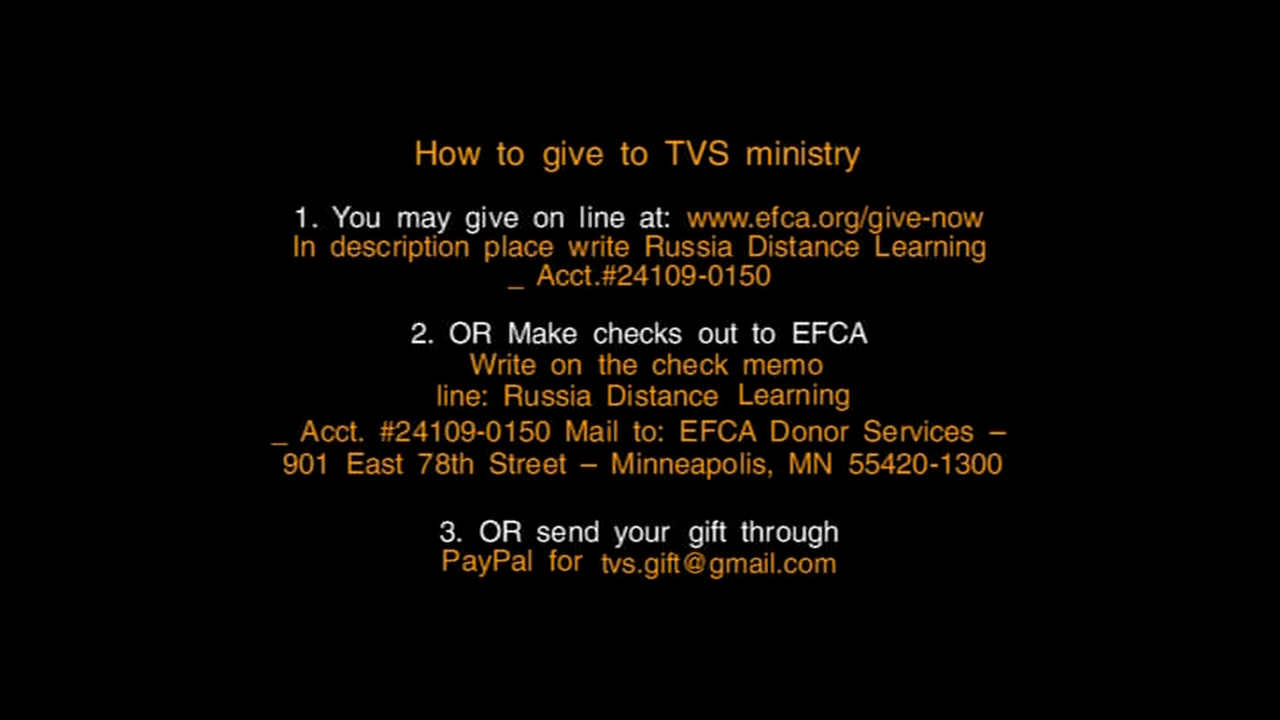 How to give to TVS ministry
1. You may give on line at: www.efca.org/give-now
In description place write Russia Distance Learning
_ Acct.#24109-0150
2. OR Make checks out to EFCA
Write on the check memo
line: Russia Distance Learning
_ Acct. #24109-0150 Mail to: EFCA Donor Services –
901 East 78th Street – Minneapolis, MN 55420-1300
3. OR send your gift through
PayPal for tvs.gift@gmail.com